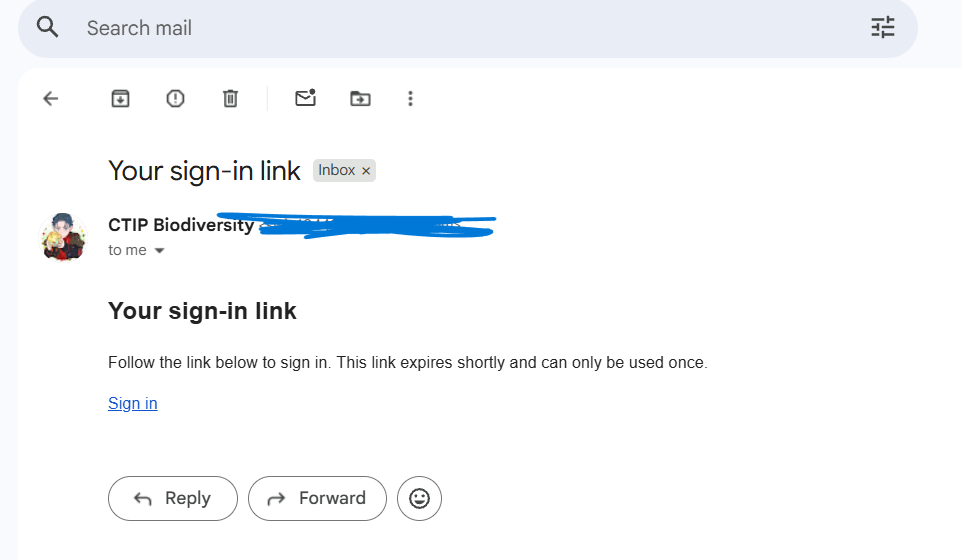 Search mail
Your sign-in link Inbox ×
CTIP Biodiversity
to me
Your sign-in link
Follow the link below to sign in. This link expires shortly and can only be used once.
Sign in
Reply Forward